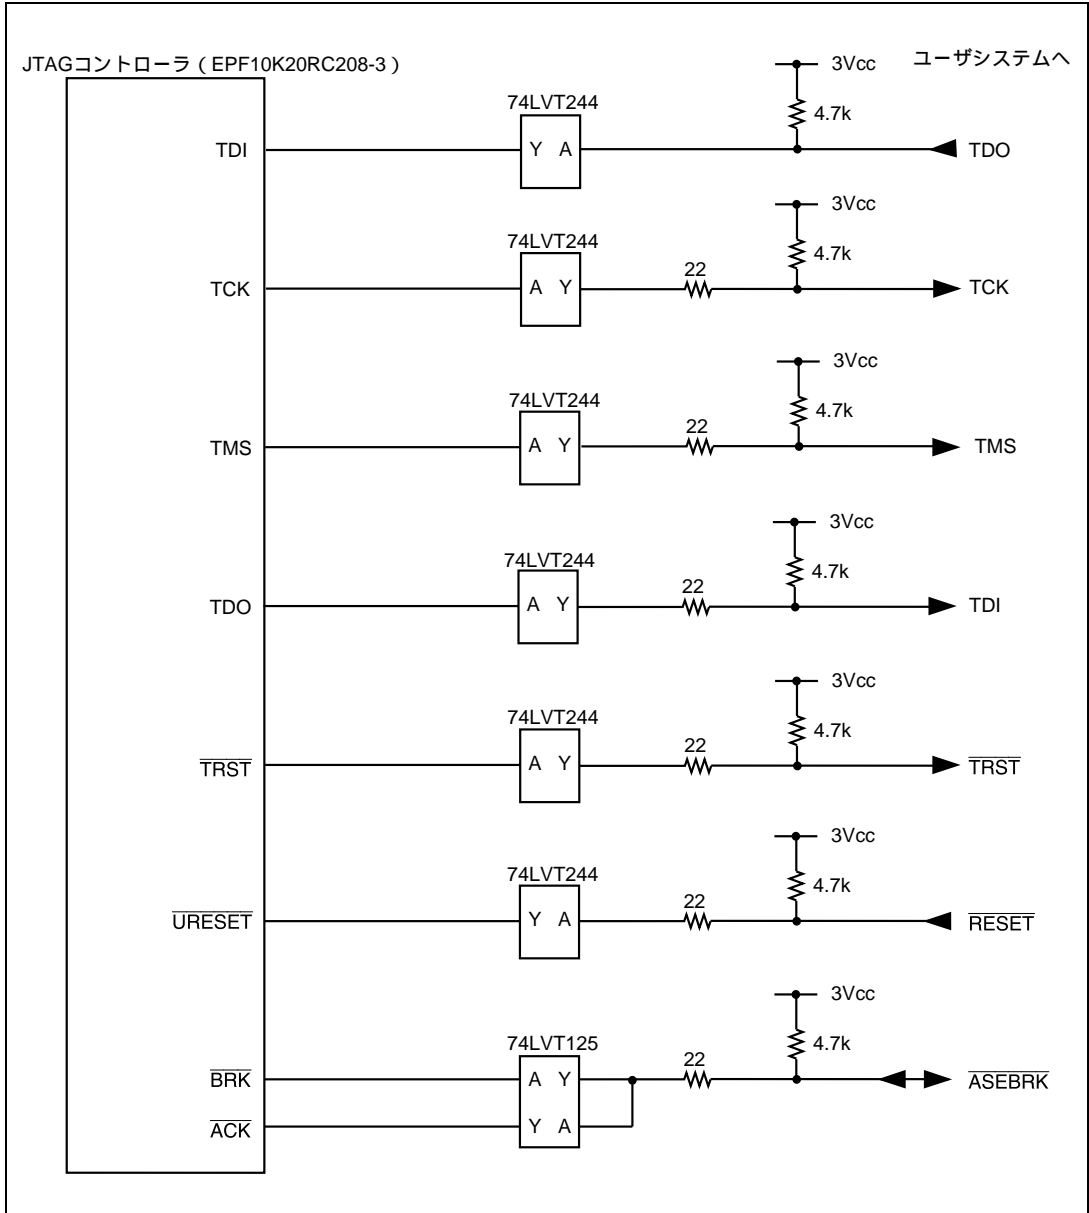 JTAGコントローラ（EPF10K20RC208-3）
ユーザシステムへ
3Vcc
4.7k
74LVT244
TDI
Y A
TDO
3Vcc
4.7k
74LVT244
22
TCK
A Y
TCK
3Vcc
4.7k
74LVT244
22
TMS
A Y
TMS
3Vcc
4.7k
74LVT244
22
TDO
A Y
TDI
3Vcc
4.7k
74LVT244
22
TRST
A Y
TRST
3Vcc
4.7k
74LVT244
22
URESET
Y A
RESET
3Vcc
4.7k
74LVT125
22
BRK
A Y
ASEBRK
ACK
Y A